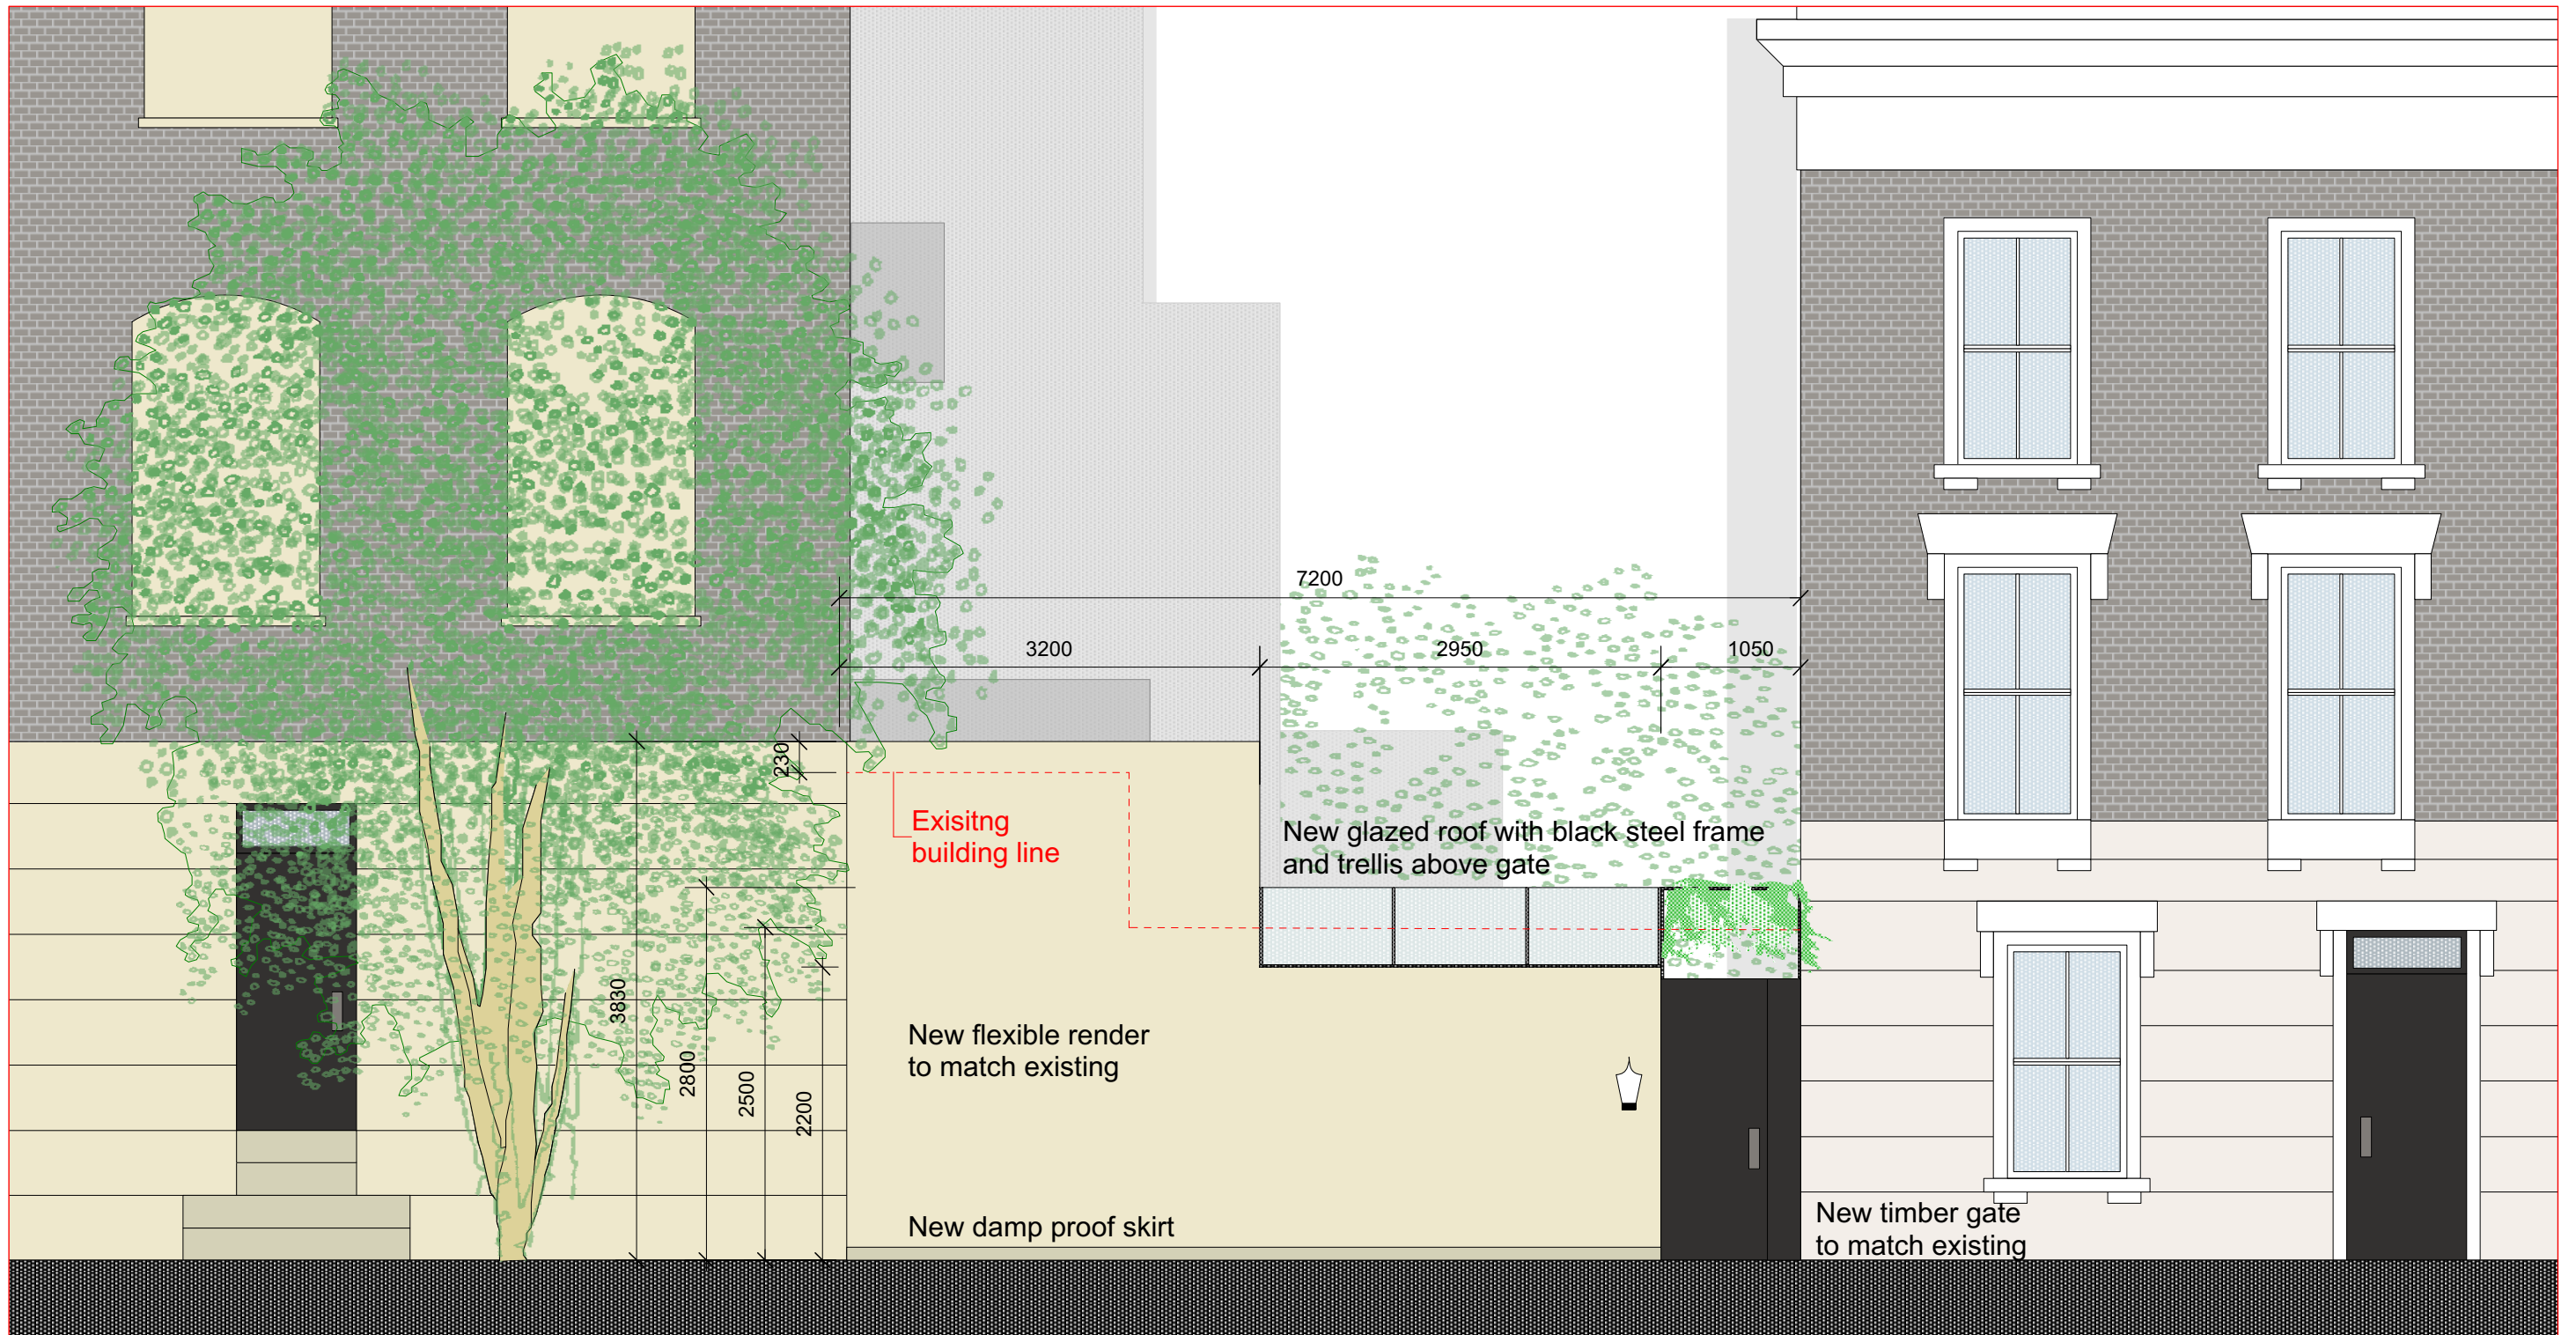 7200
3200
2950
1050
230
Exisitng
building line
New glazed roof with black steel frame
and trellis above gate
3830
2800
2500
2200
New flexible render
to match existing
New damp proof skirt
New timber gate
to match existing